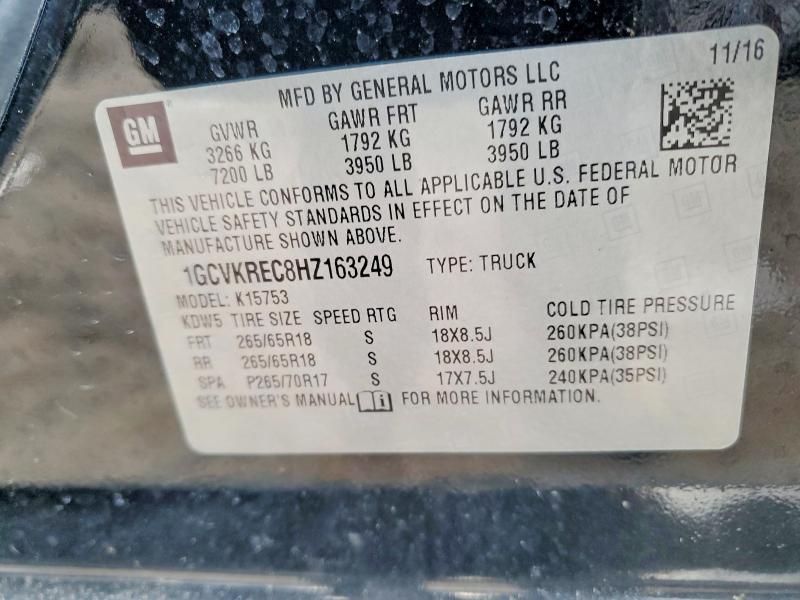 11/16
MFD BY GENERAL MOTORS LLC
GM
GVWR GAWR FRT GAWR RR
3266 KG 1792 KG 1792 KG
7200 LB 3950 LB 3950 LB
THIS VEHICLE CONFORMS TO ALL APPLICABLE U.S. FEDERAL MOTOR
VEHICLE SAFETY STANDARDS IN EFFECT ON THE DATE OF
MANUFACTURE SHOWN ABOVE.
1GCVKREC8HZ163249 TYPE: TRUCK
MODEL: K15753
KDW5 TIRE SIZE SPEED RTG RIM COLD TIRE PRESSURE
FRT 265/65R18 S 18X8.5J 260KPA(38PSI)
RR 265/65R18 S 18X8.5J 260KPA(38PSI)
SPA P265/70R17 S 17X7.5J 240KPA(35PSI)
SEE OWNER'S MANUAL FOR MORE INFORMATION.